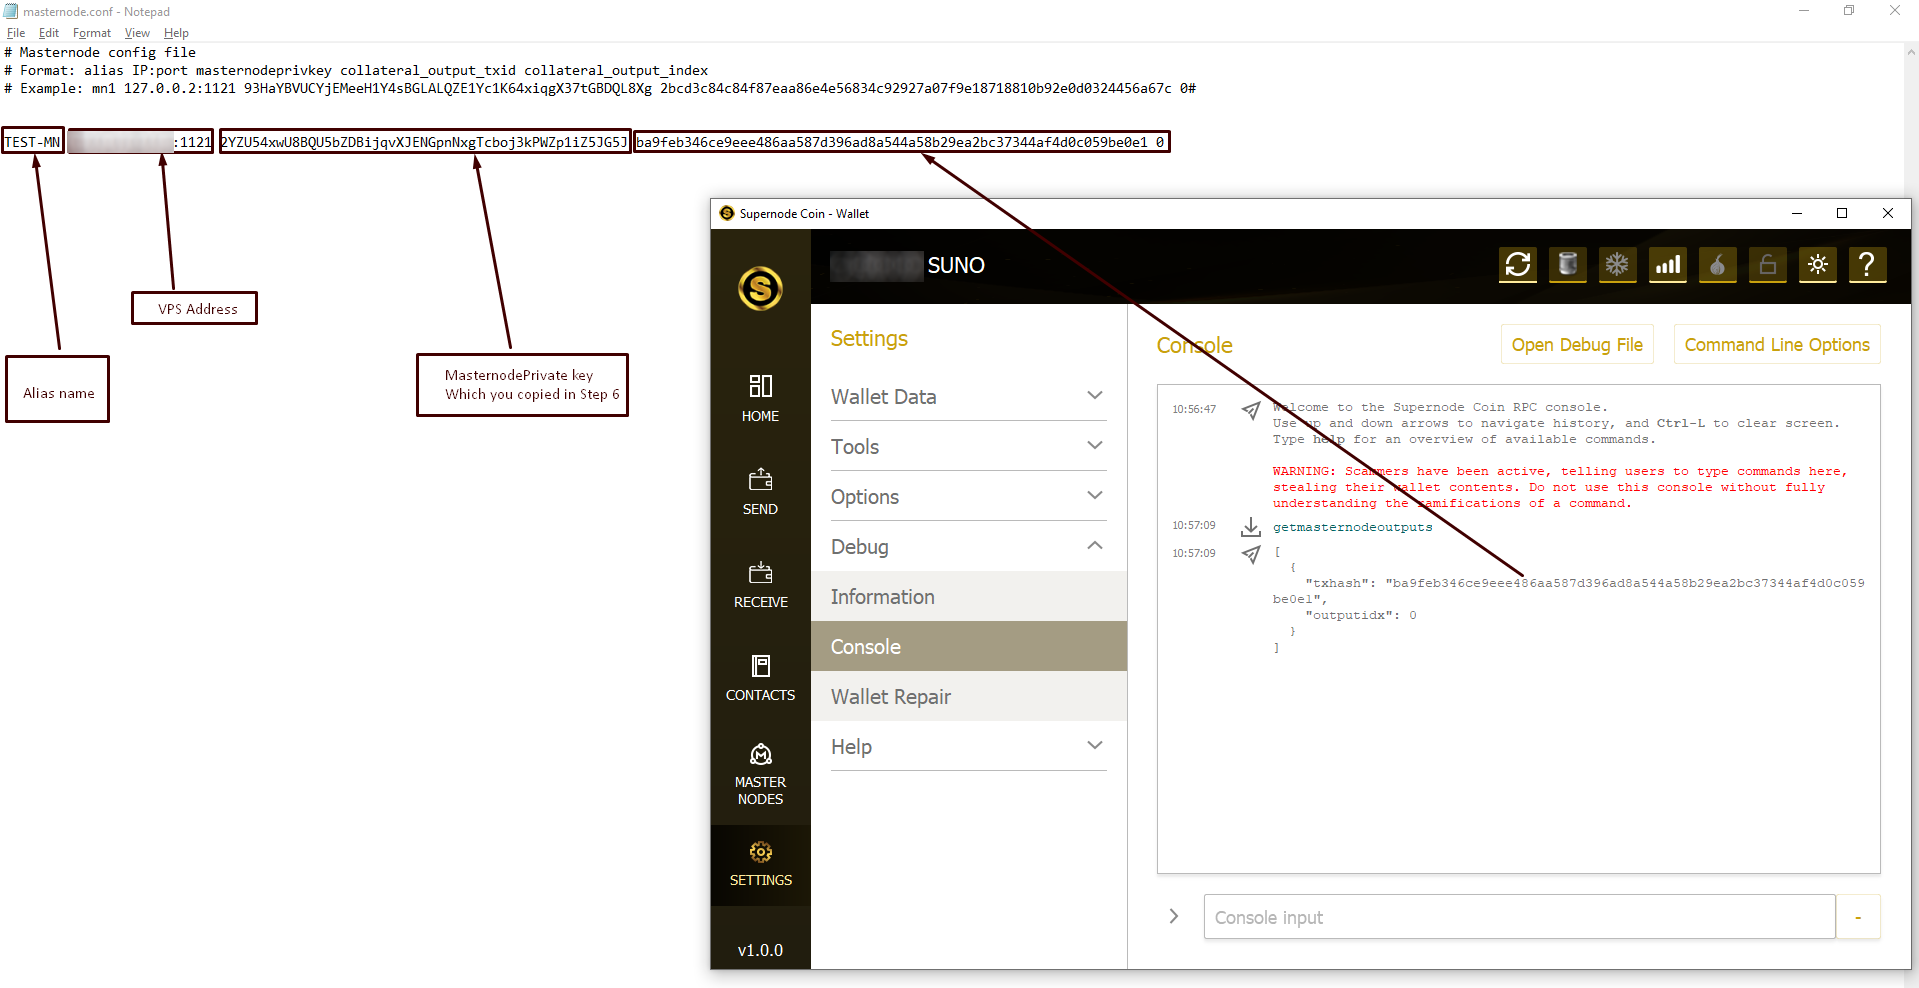 masternode.conf - Notepad
File Edit Format View Help
# Masternode config file
# Format: alias IP:port masternodeprivkey collateral_output_txid collateral_output_index
# Example: mn1 127.0.0.2:1121 93HaYBVUCYjEMeeH1Y4sBGLALQZE1Yc1K64xiqgX37tGBDQL8Xg 2bcd3c84c84f87eaa86e4e56834c92927a07f9e18718810b92e0d0324456a67c 0#
TEST-MN :1121 2YZU54xwU8BQU5bZDBijqvXJENGpnNxgTcboj3kPWZp1iZ5JG5J ba9feb346ce9eee486aa587d396ad8a544a58b29ea2bc37344af4d0c059be0e1 0
VPS Address
Alias name
MasternodePrivate key
Which you copied in Step 6
Supernode Coin - Wallet
SUNO
HOME
SEND
RECEIVE
CONTACTS
MASTER
NODES
SETTINGS
v1.0.0
Settings
Wallet Data
Tools
Options
Debug
Information
Console
Wallet Repair
Help
Console
Open Debug File
Command Line Options
10:56:47
Welcome to the Supernode Coin RPC console.
Use up and down arrows to navigate history, and Ctrl-L to clear screen.
Type help for an overview of available commands.
WARNING: Scammers have been active, telling users to type commands here,
stealing their wallet contents. Do not use this console without fully
understanding the ramifications of a command.
10:57:09
getmasternodeoutputs
10:57:09
[
{
"txhash": "ba9feb346ce9eee486aa587d396ad8a544a58b29ea2bc37344af4d0c059
be0e1",
"outputidx": 0
}
]
Console input
-